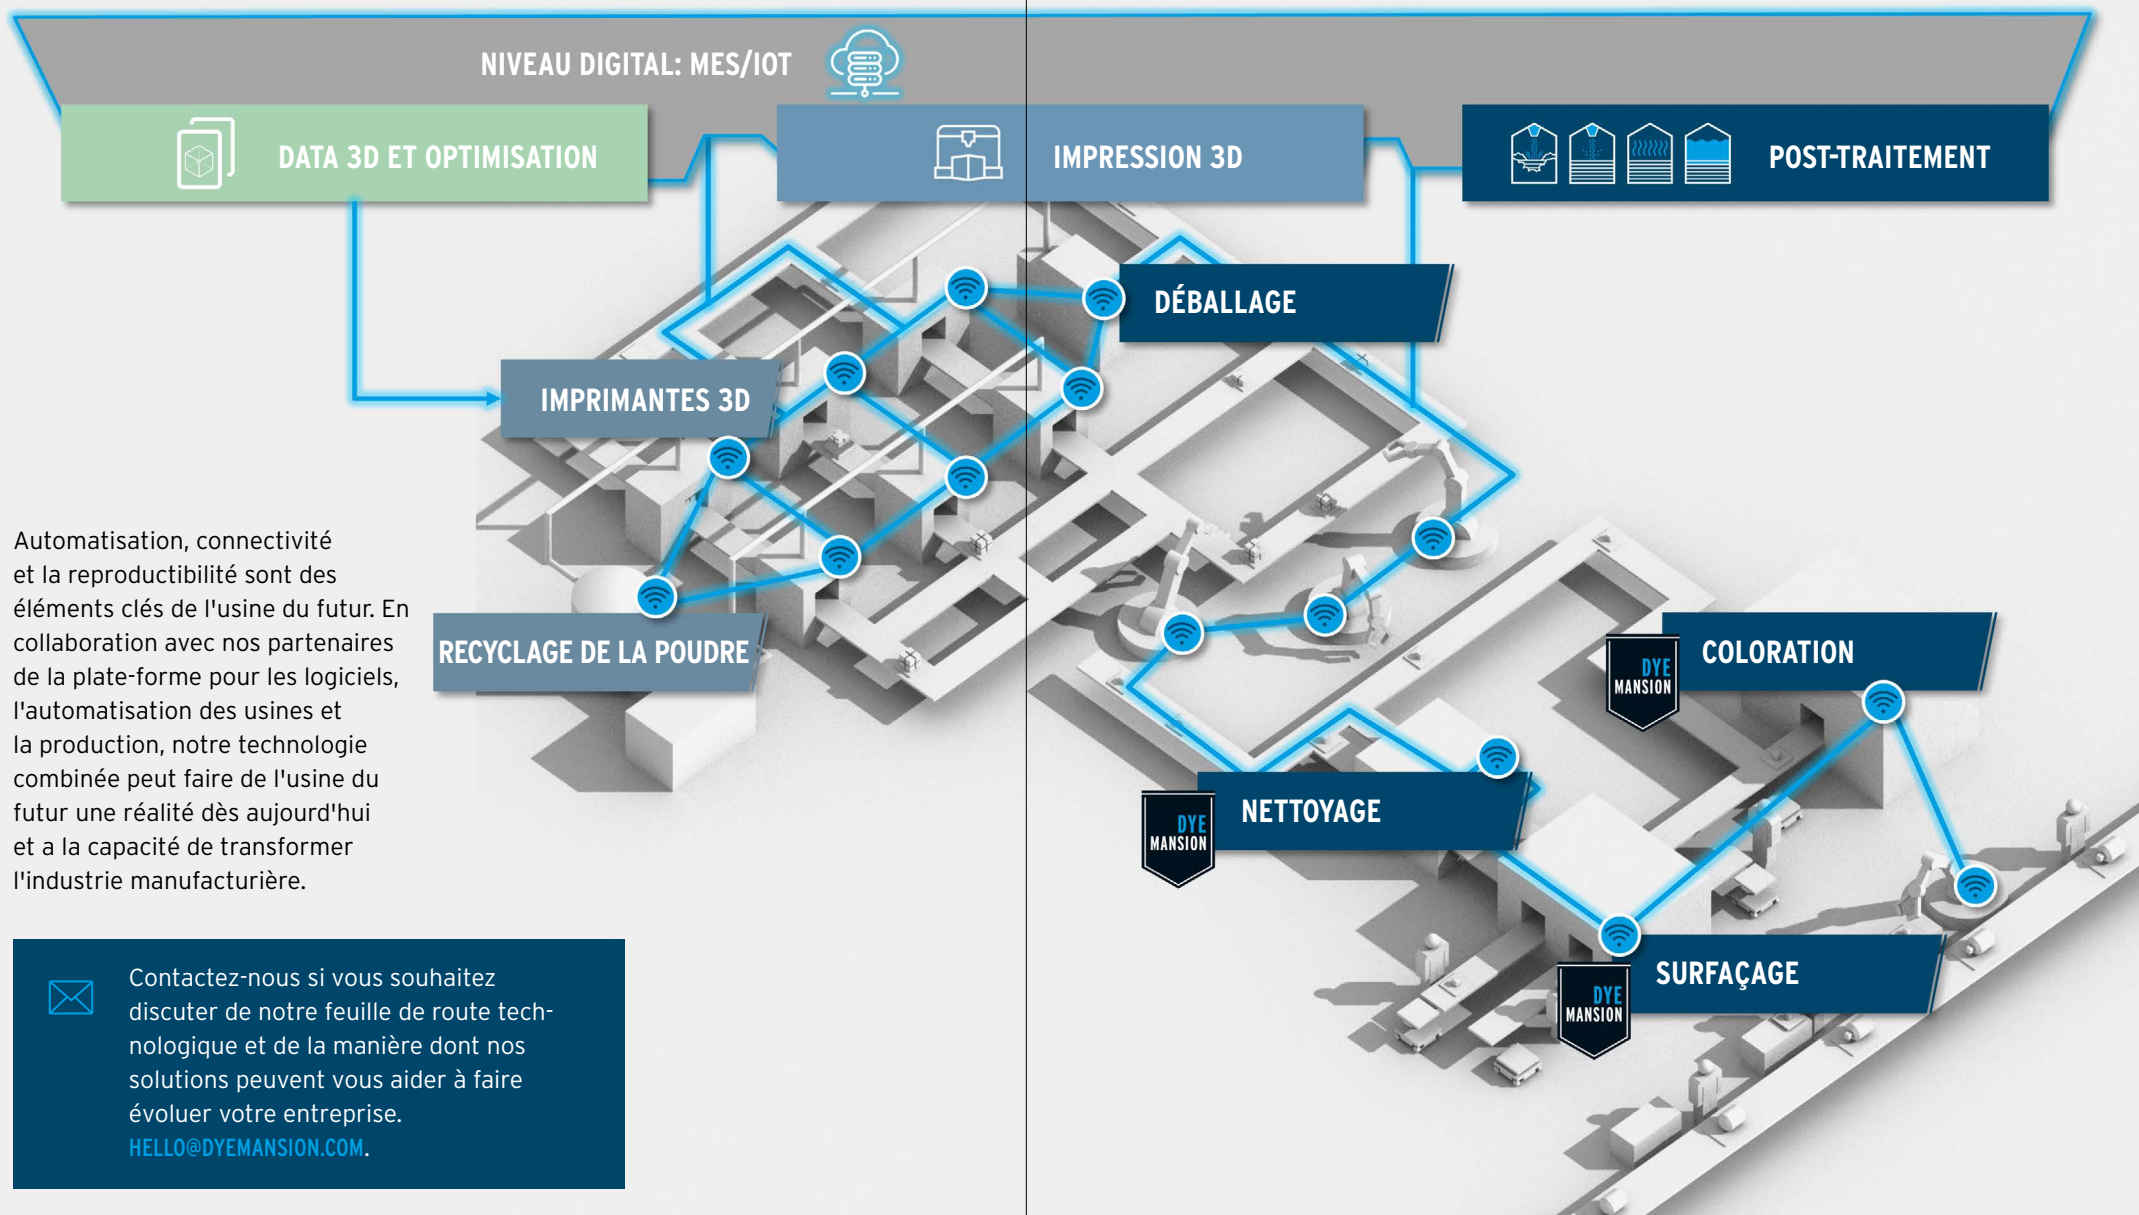 NIVEAU DIGITAL: MES/IOT
DATA 3D ET OPTIMISATION
IMPRESSION 3D
POST-TRAITEMENT
DÉBALLAGE
IMPRIMANTES 3D
Automatisation, connectivité
et la reproductibilité sont des
éléments clés de l'usine du futur. En
collaboration avec nos partenaires
de la plate-forme pour les logiciels,
l'automatisation des usines et
la production, notre technologie
combinée peut faire de l'usine du
futur une réalité dès aujourd'hui
et a la capacité de transformer
l'industrie manufacturière.
RECYCLAGE DE LA POUDRE
DYE
MANSION
COLORATION
DYE
MANSION
NETTOYAGE
DYE
MANSION
SURFAÇAGE
Contactez-nous si vous souhaitez
discuter de notre feuille de route tech-
nologique et de la manière dont nos
solutions peuvent vous aider à faire
évoluer votre entreprise.
HELLO@DYEMANSION.COM.